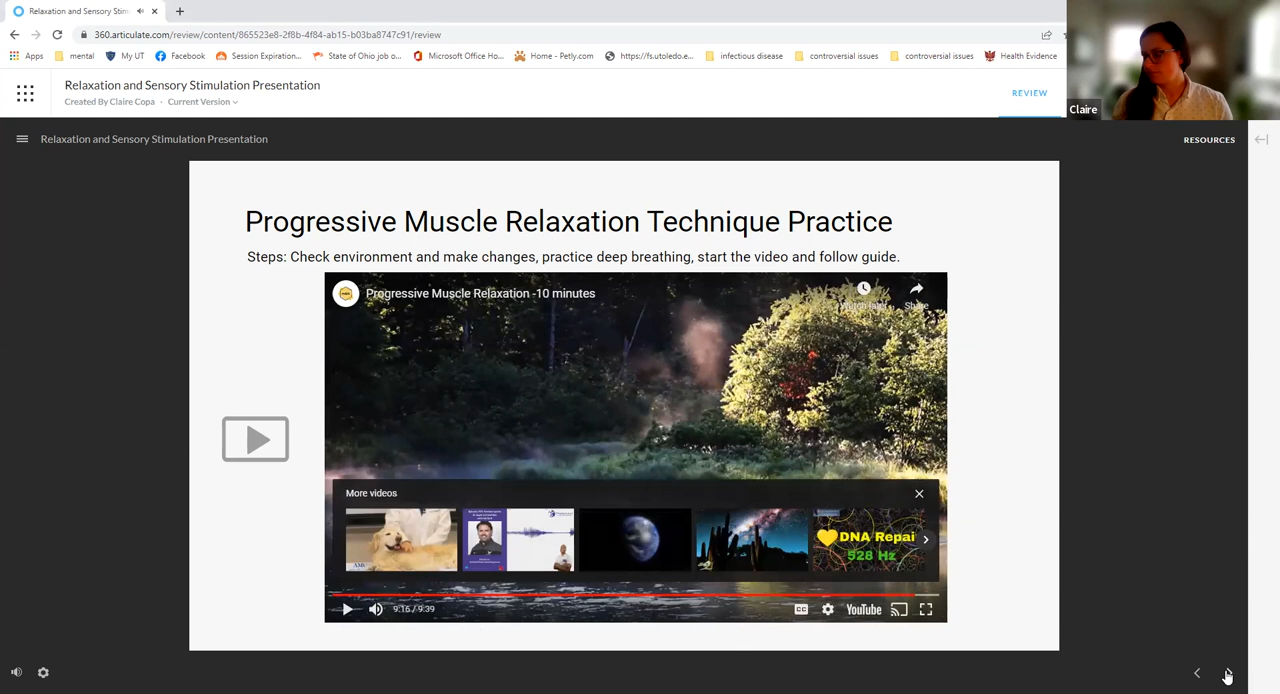 Relaxation and Sensory Stim
360.articulate.com/review/content/865523e8-2f8b-4f84-ab15-b03ba8747c91/review
Apps mental My UT Facebook Session Expiration... State of Ohio job o... Microsoft Office Ho... Home - Petly.com https://fs.utoledo.e... infectious disease controversial issues controversial issues Health Evidence
Relaxation and Sensory Stimulation Presentation
Created By Claire Copa · Current Version
REVIEW
Claire
Relaxation and Sensory Stimulation Presentation
RESOURCES
Progressive Muscle Relaxation Technique Practice
Steps: Check environment and make changes, practice deep breathing, start the video and follow guide.
Progressive Muscle Relaxation -10 minutes
Watch later
Share
More videos
DNA Repai
528 Hz
9:16 / 9:39
CC
YouTube